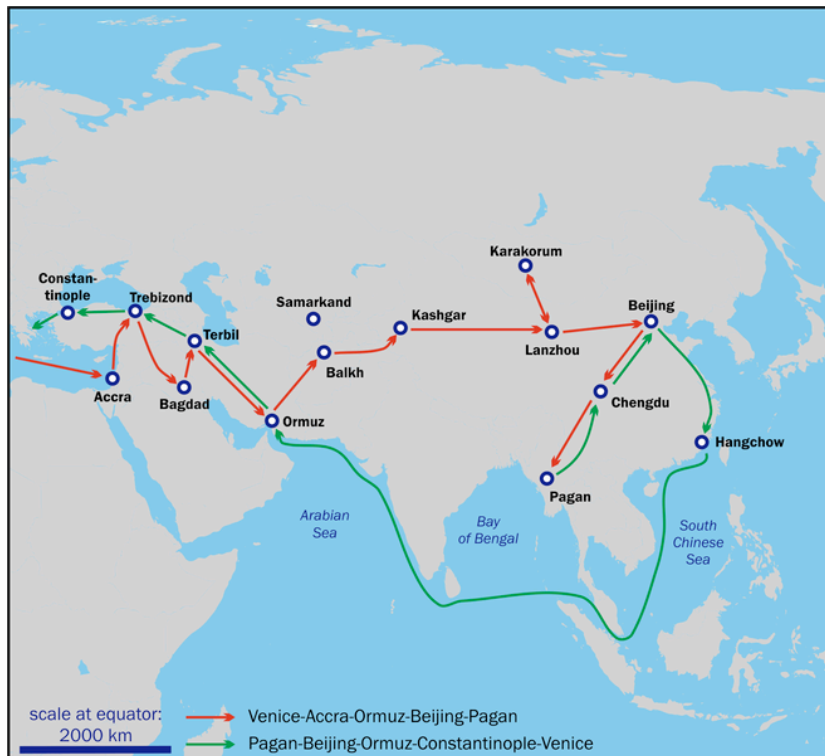 Karakorum
Constan-
tinople
Trebizond
Samarkand
Kashgar
Beijing
Terbil
Lanzhou
Balkh
Accra
Bagdad
Chengdu
Ormuz
Hangchow
Pagan
Arabian
Sea
Bay
of Bengal
South
Chinese
Sea
scale at equator:
2000 km
Venice-Accra-Ormuz-Beijing-Pagan
Pagan-Beijing-Ormuz-Constantinople-Venice